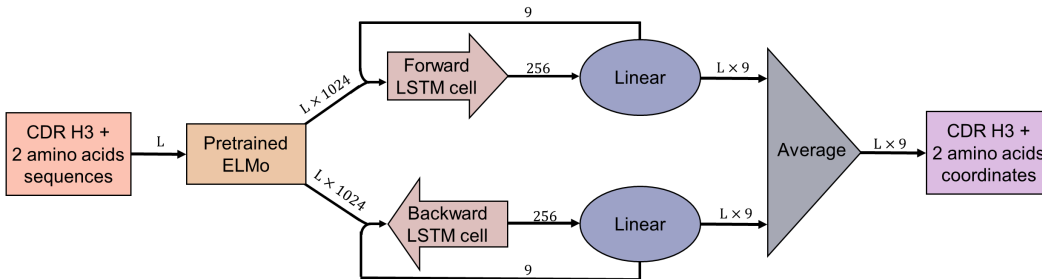 9
CDR H3 +
2 amino acids
sequences
L
Pretrained
ELMo
L × 1024
Forward
LSTM cell
256
Linear
L × 9
L × 1024
Backward
LSTM cell
256
Linear
L × 9
9
Average
L × 9
CDR H3 +
2 amino acids
coordinates